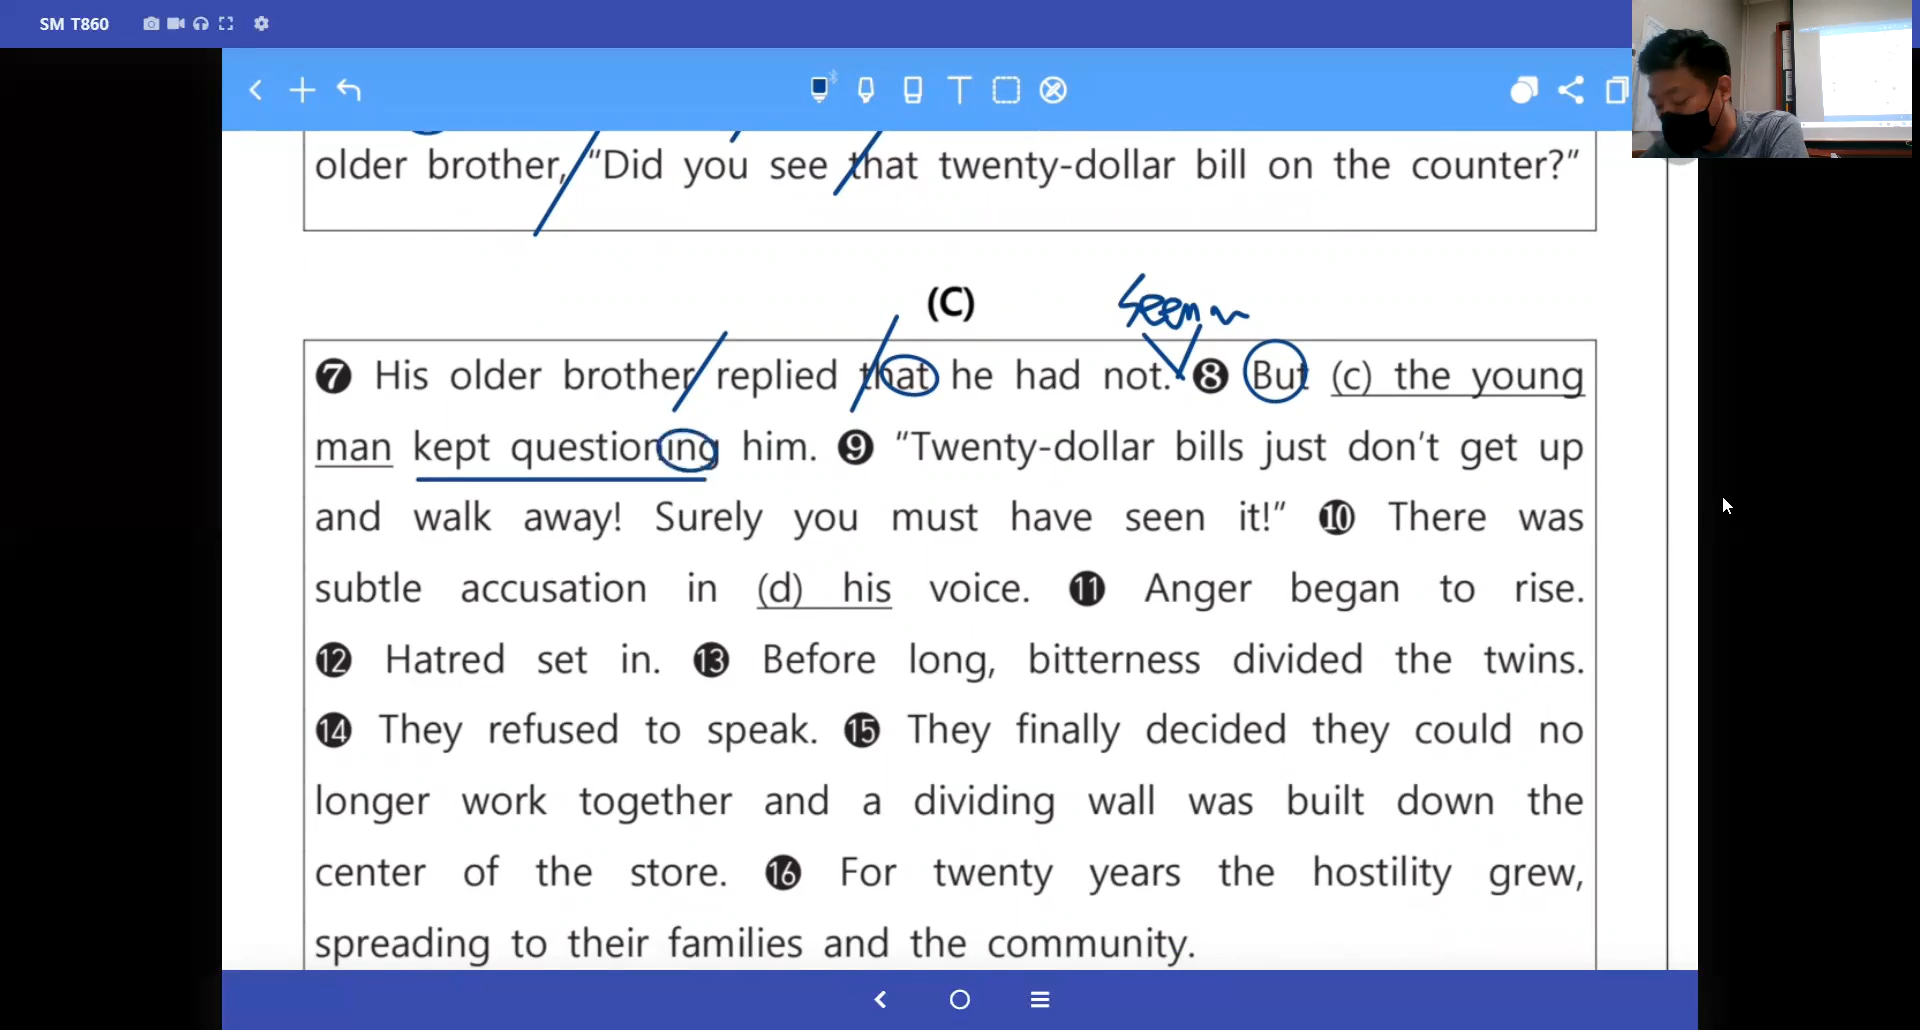 SM T860
older brother, “Did you see that twenty-dollar bill on the counter?”
(C)
seen
❼ His older brother replied that he had not. ❽ But (c) the young
man kept questioning him. ❾ “Twenty-dollar bills just don’t get up
and walk away! Surely you must have seen it!” ❿ There was
subtle accusation in (d) his voice. ⓫ Anger began to rise.
⓬ Hatred set in. ⓭ Before long, bitterness divided the twins.
⓮ They refused to speak. ⓯ They finally decided they could no
longer work together and a dividing wall was built down the
center of the store. ⓰ For twenty years the hostility grew,
spreading to their families and the community.